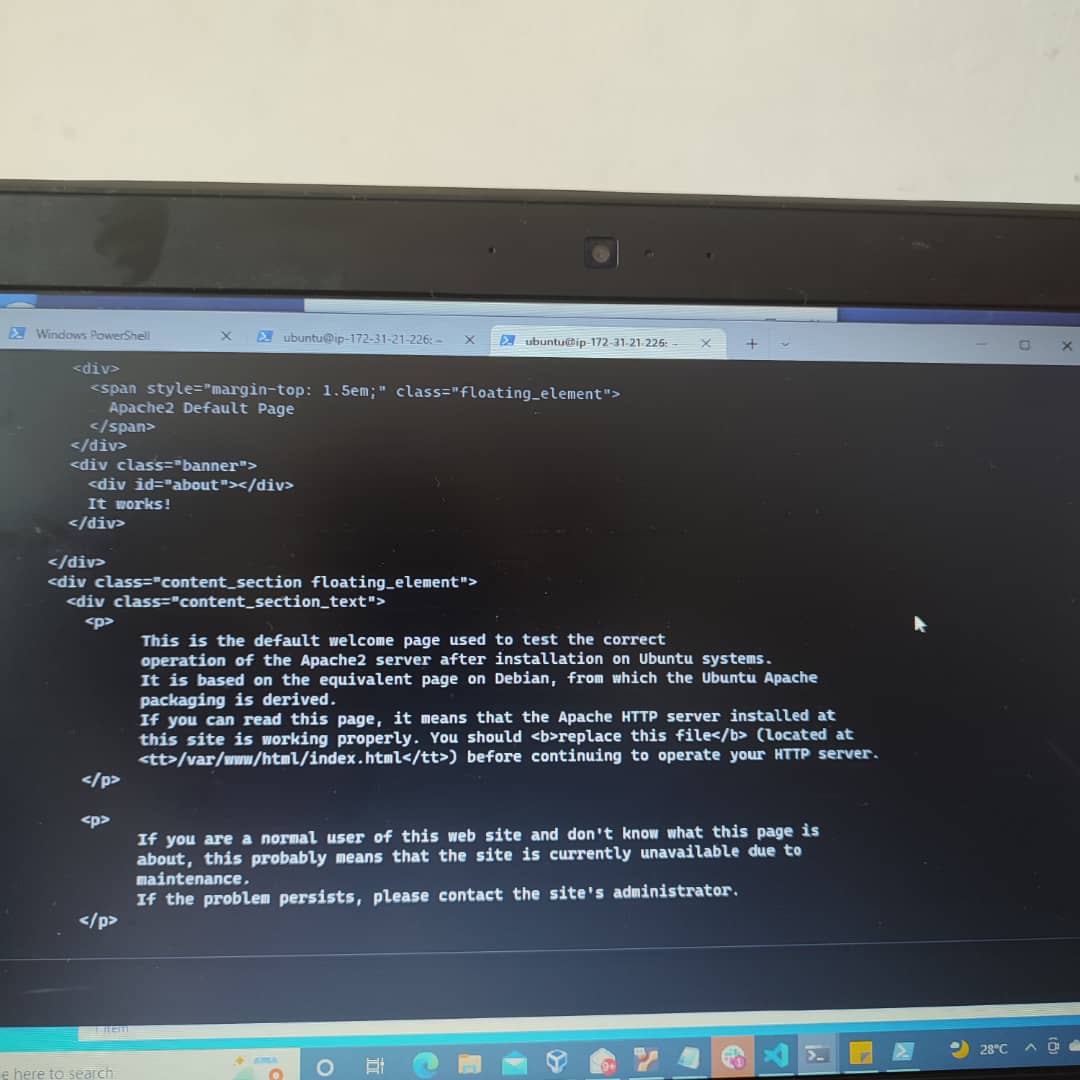 Windows PowerShell
ubuntu@ip-172-31-21-226: ~
ubuntu@ip-172-31-21-226: ~
<div>
<span style="margin-top: 1.5em;" class="floating_element">
Apache2 Default Page
</span>
</div>
<div class="banner">
<div id="about"></div>
It works!
</div>
</div>
<div class="content_section floating_element">
<div class="content_section_text">
<p>
This is the default welcome page used to test the correct
operation of the Apache2 server after installation on Ubuntu systems.
It is based on the equivalent page on Debian, from which the Ubuntu Apache
packaging is derived.
If you can read this page, it means that the Apache HTTP server installed at
this site is working properly. You should <b>replace this file</b> (located at
<tt>/var/www/html/index.html</tt>) before continuing to operate your HTTP server.
</p>
<p>
If you are a normal user of this web site and don't know what this page is
about, this probably means that the site is currently unavailable due to
maintenance.
If the problem persists, please contact the site's administrator.
</p>
1 item
e here to search
28°C